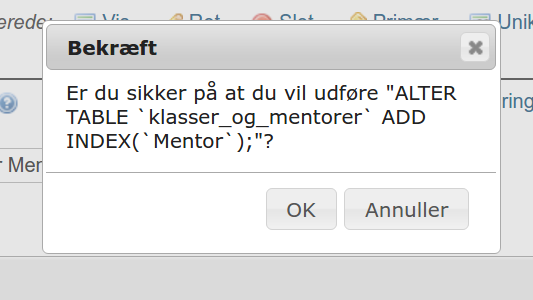 erede: Vis Ret Slet Primær Unik
Bekræft
Er du sikker på at du vil udføre "ALTER
TABLE `klasser_og_mentorer` ADD
INDEX(`Mentor`);"?
ring
r Mer
OK Annuller